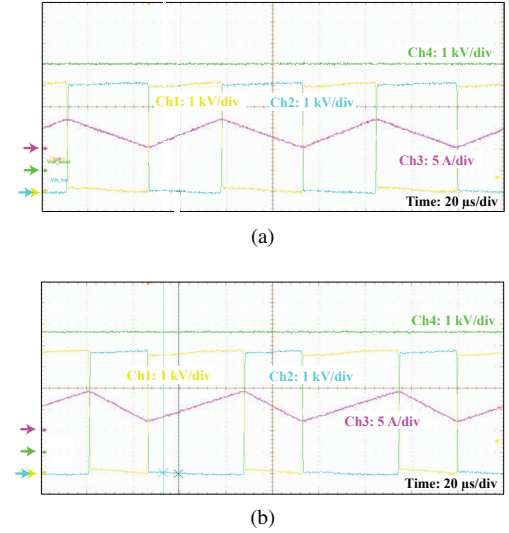 Ch4: 1 kV/div
Ch1: 1 kV/div Ch2: 1 kV/div
Ch3: 5 A/div
Time: 20 μs/div
(a)
Ch4: 1 kV/div
Ch1: 1 kV/div Ch2: 1 kV/div
Ch3: 5 A/div
Time: 20 μs/div
(b)